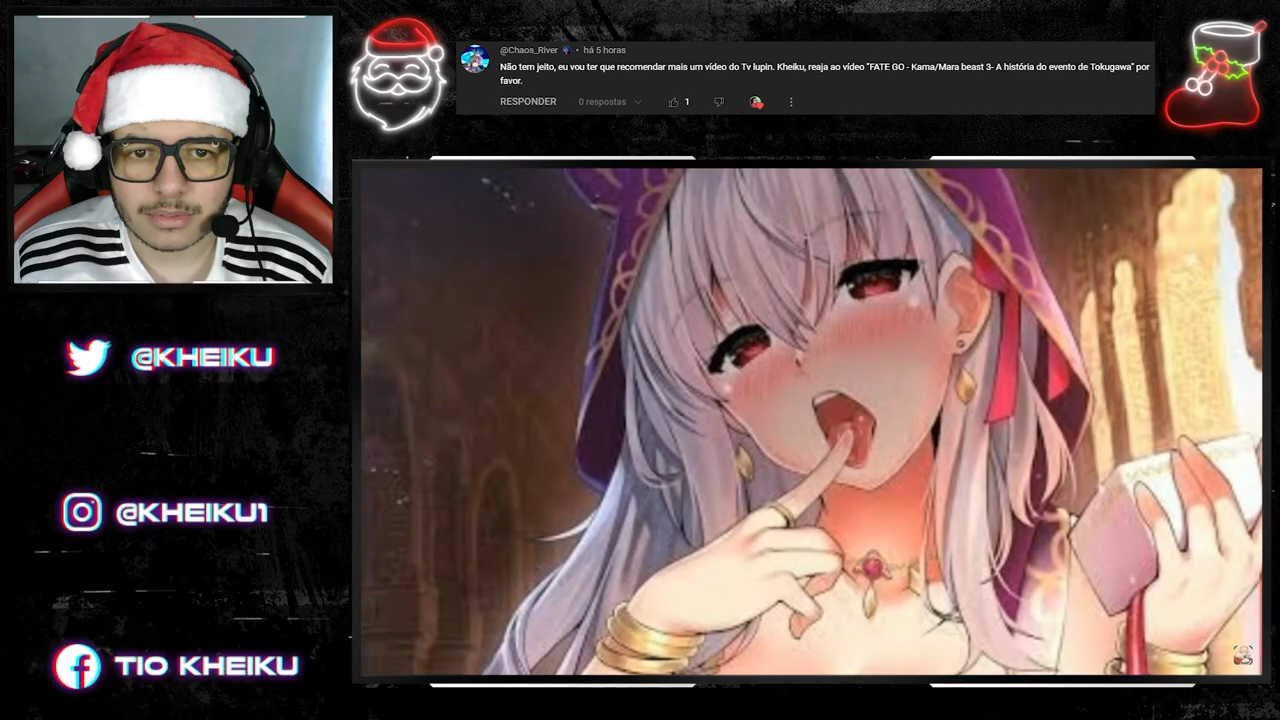 @Chaos_River • há 5 horas
Não tem jeito, eu vou ter que recomendar mais um vídeo do Tv lupin. Kheiku, reaja ao vídeo "FATE GO - Kama/Mara beast 3- A história do evento de Tokugawa" por
favor.
RESPONDER 0 respostas 1
@KHEIKU
@KHEIKU1
TIO KHEIKU